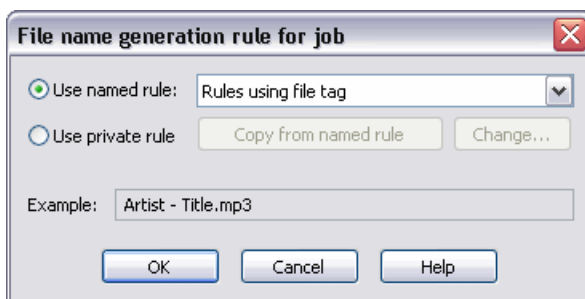 File name generation rule for job
Use named rule: Rules using file tag
Use private rule Copy from named rule Change...
Example: Artist - Title.mp3
OK Cancel Help